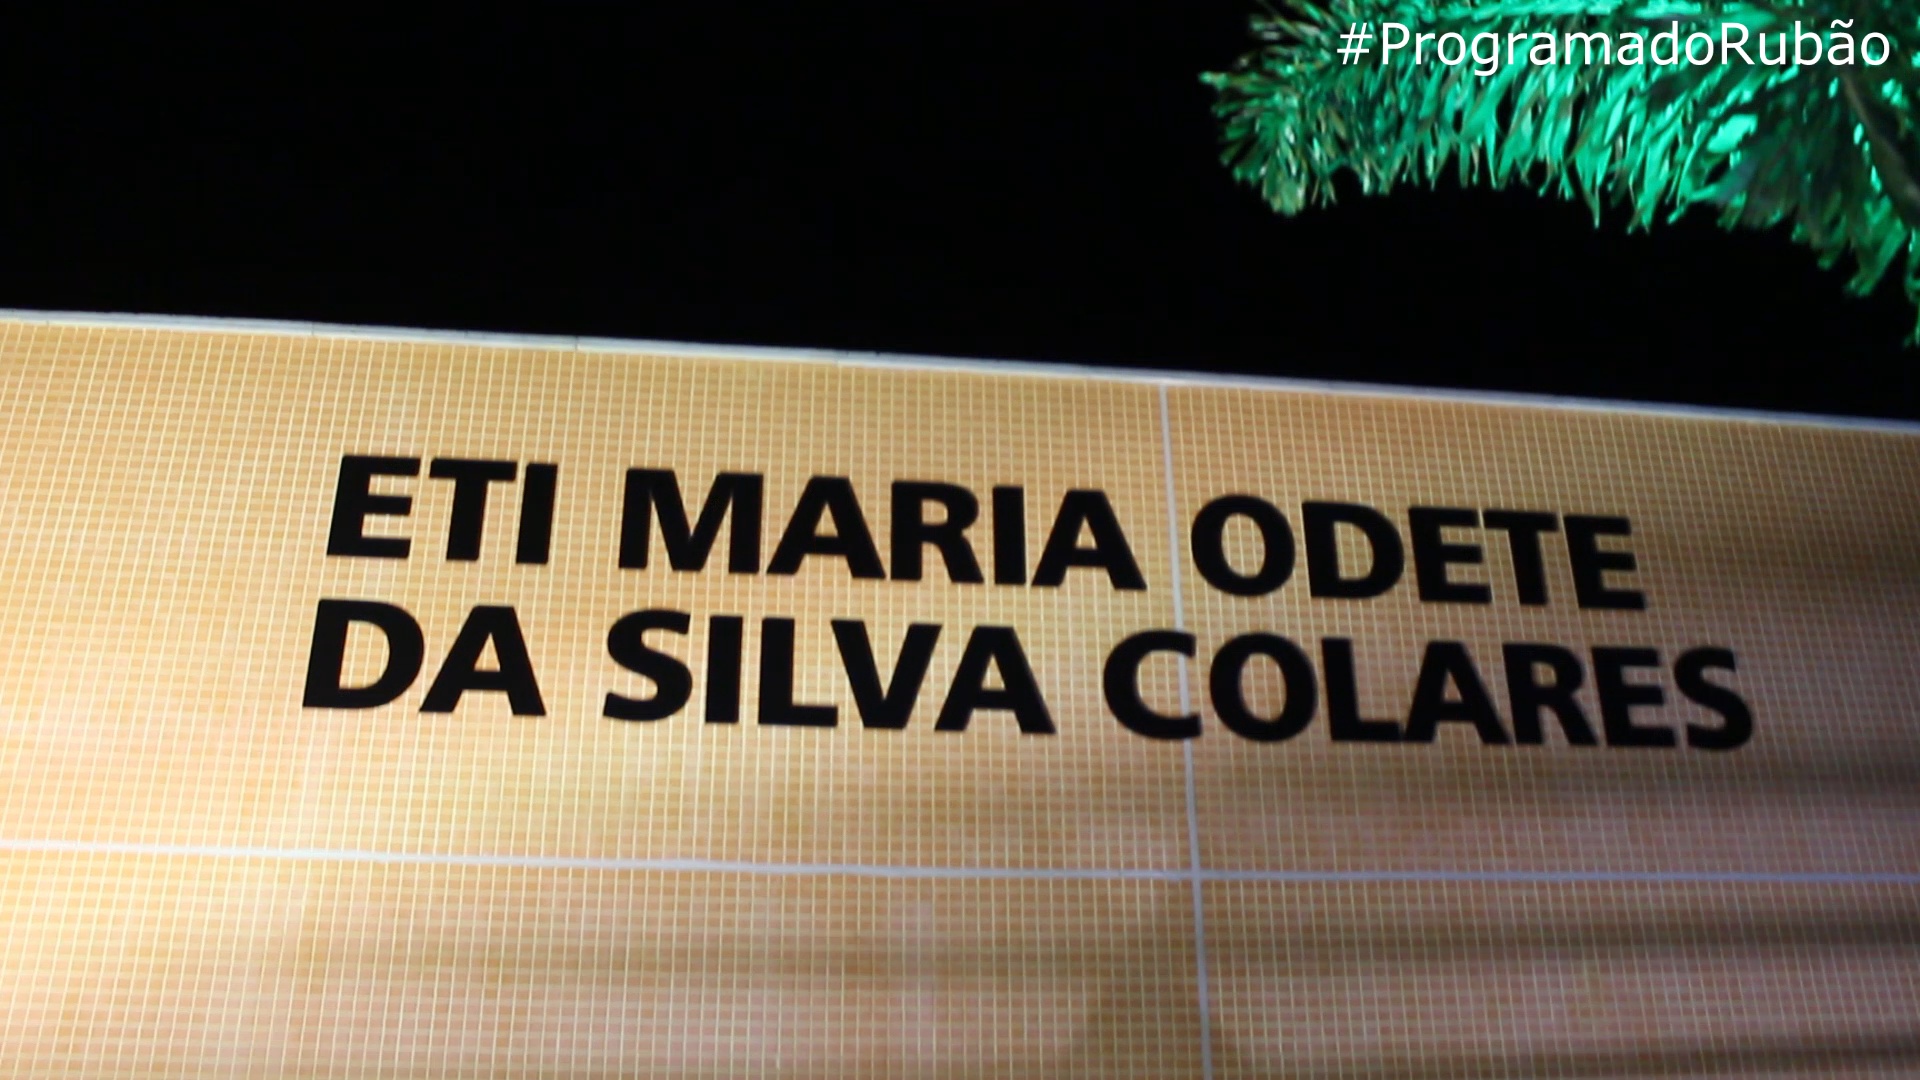 #ProgramadoRubão
ETI MARIA ODETE
DA SILVA COLARES